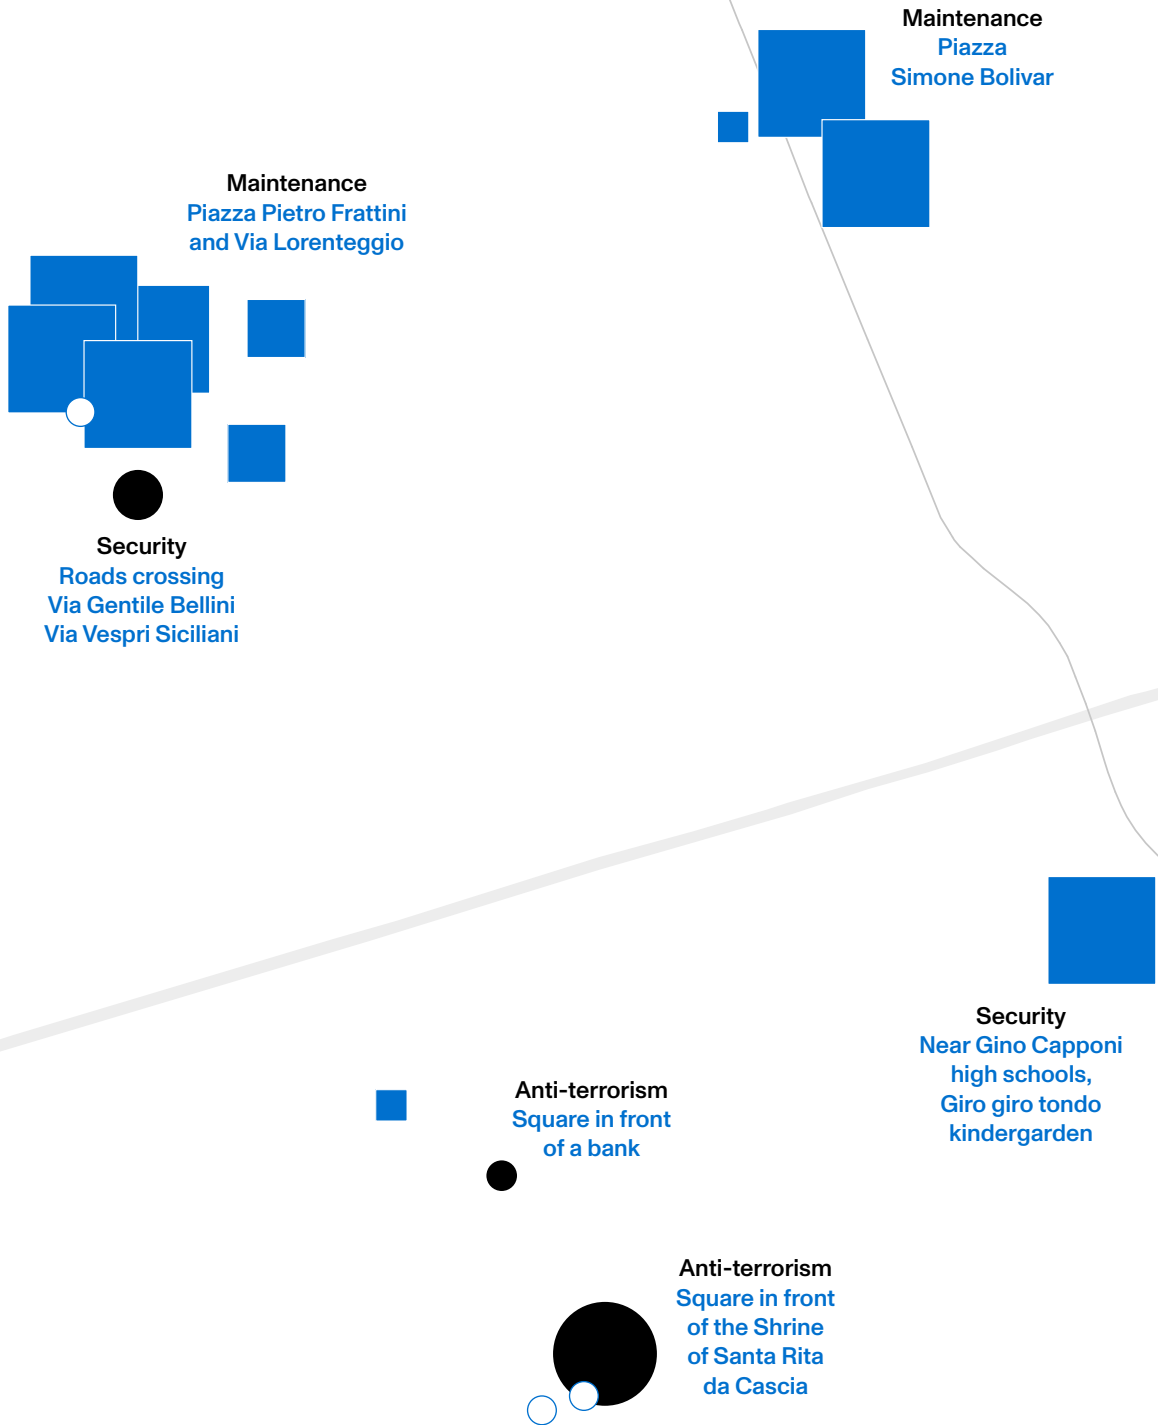 Maintenance
Piazza
Simone Bolivar
Maintenance
Piazza Pietro Frattini
and Via Lorenteggio
Security
Roads crossing
Via Gentile Bellini
Via Vespri Siciliani
Security
Near Gino Capponi
high schools,
Giro giro tondo
kindergarden
Anti-terrorism
Square in front
of a bank
Anti-terrorism
Square in front
of the Shrine
of Santa Rita
da Cascia